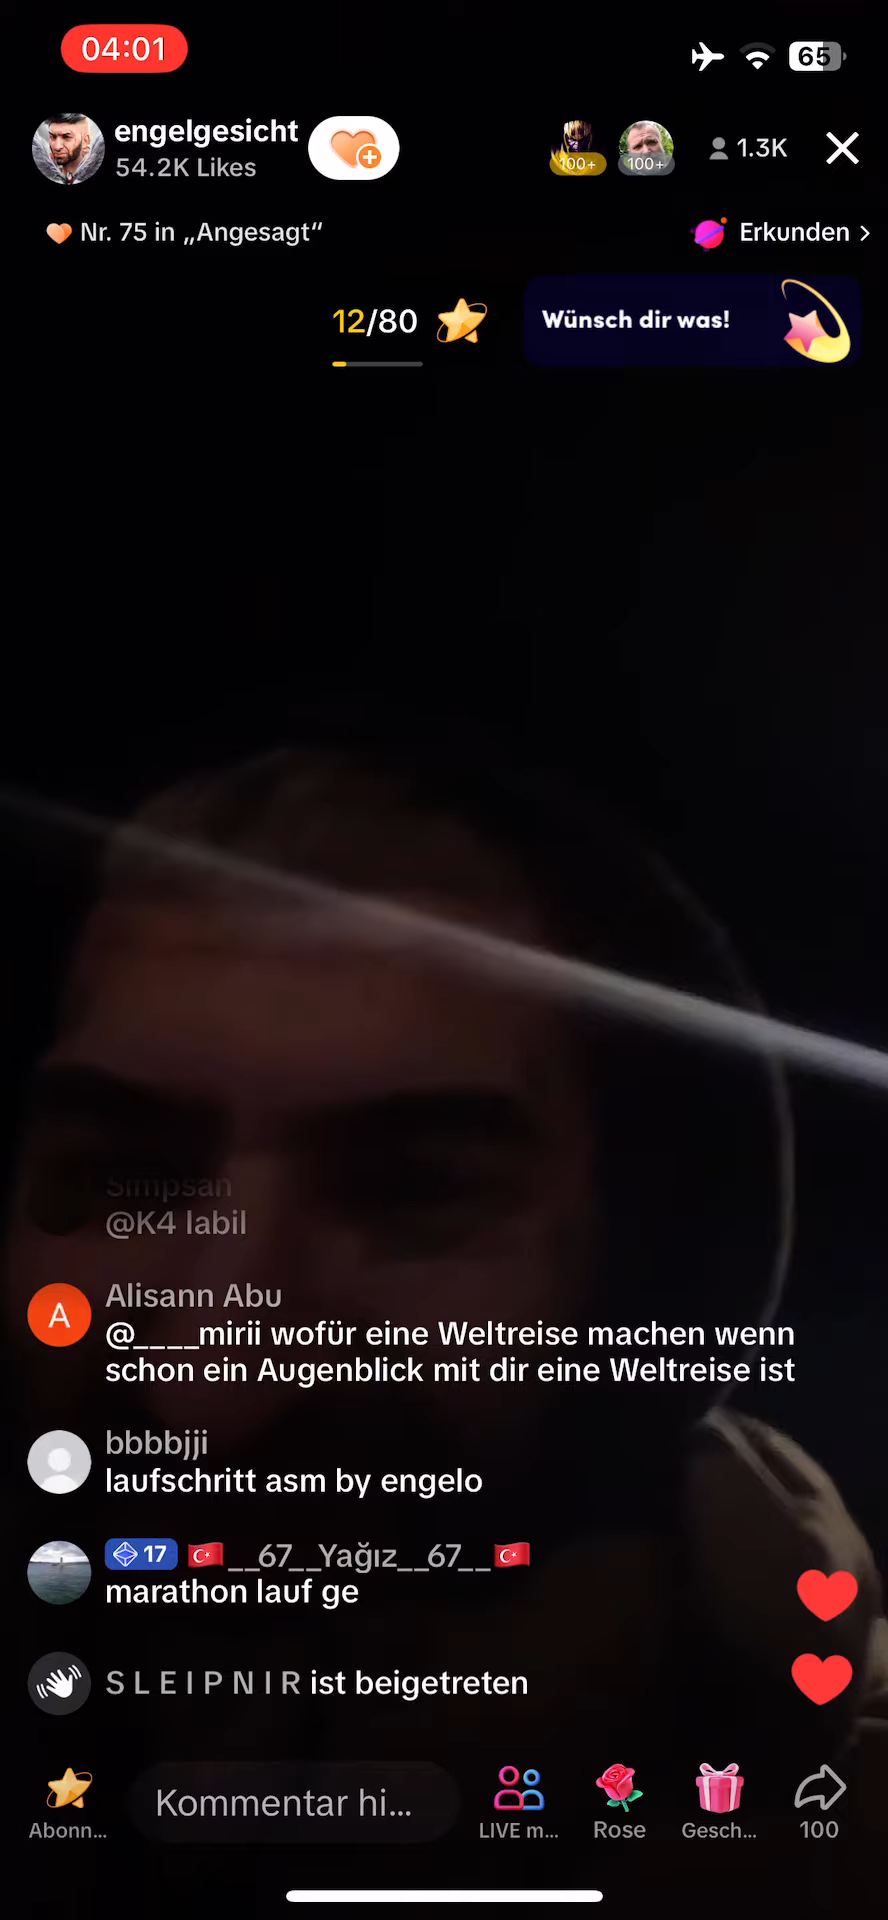 04:01
65
engelgesicht
54.2K Likes
100+
100+
1.3K
Nr. 75 in „Angesagt“
Erkunden >
12/80
Wünsch dir was!
Simpsan
@K4 labil
A
Alisann Abu
@____mirii wofür eine Weltreise machen wenn
schon ein Augenblick mit dir eine Weltreise ist
bbbbjji
laufschritt asm by engelo
17 🇹🇷__67__Yağız__67__🇹🇷
marathon lauf ge
S L E I P N I R ist beigetreten
Abonn...
Kommentar hi...
LIVE m...
Rose
Gesch...
100